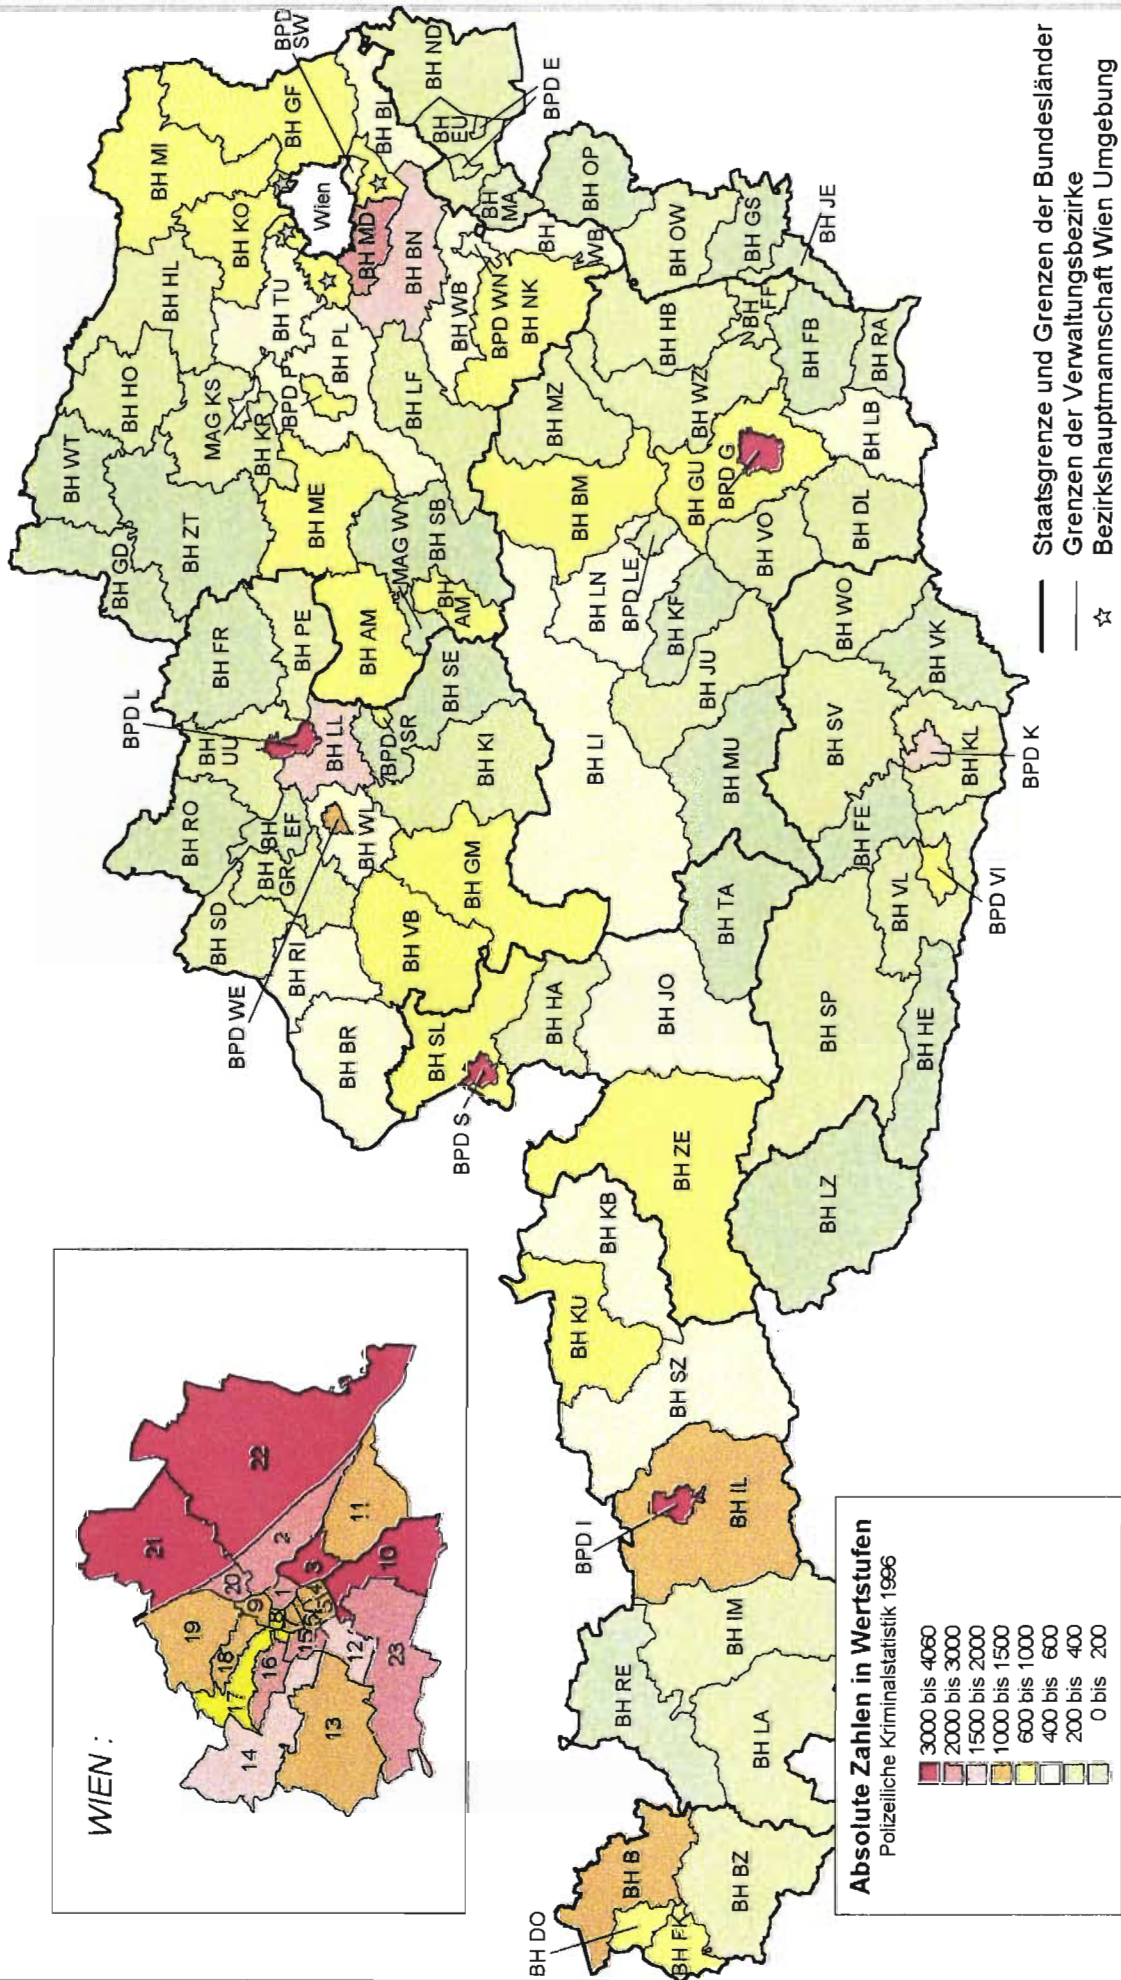 WIEN :
21
22
20
2
19
9
1
18
8
3
11
17
4
5
16
15
10
12
14
13
23
BH WT
BH GD
BH HO
BH HL
BH MI
BH GF
BH ZT
MAG KS
BH KR
BH KO
BH TU
Wien
BPD
SW
BPD P
BH PL
BH ME
BH MD
BH BL
BH ND
BH BN
BH
EU
BPD E
BH LF
BH WB
BPD WN
BH NK
BH
MA
BH OP
BH
WB
BH OW
BH GS
BH JE
BPD L
BH FR
BH PE
BH
UU
BH RO
BH LL
BH AM
MAG WY
BH SB
BH
AM
BH
EF
BH
GR
BH SD
BPD WE
BH WL
BPD
SR
BH SE
BH KI
BH RI
BH BR
BH VB
BH GM
BH SL
BPD S
BH HA
BH JO
BH TA
BH LI
BH LN
BPD LE
BH BM
BH MZ
BH HB
BH WZ
BH GU
BRD G
BH
FF
BH FB
BH RA
BH LB
BH DL
BH VO
BH KF
BH JU
BH MU
BH WO
BH SV
BH VK
BH KL
BPD K
BH FE
BH VL
BPD VI
BH SP
BH HE
BH LZ
BH ZE
BH KB
BH KU
BH SZ
BPD I
BH IL
BH IM
BH RE
BH LA
BH B
BH DO
BH FK
BH BZ
Absolute Zahlen in Wertstufen
Polizeiliche Kriminalstatistik 1996
3000 bis 4060
2000 bis 3000
1500 bis 2000
1000 bis 1500
600 bis 1000
400 bis 600
200 bis 400
0 bis 200
Staatsgrenze und Grenzen der Bundesländer
Grenzen der Verwaltungsbezirke
Bezirkshauptmannschaft Wien Umgebung